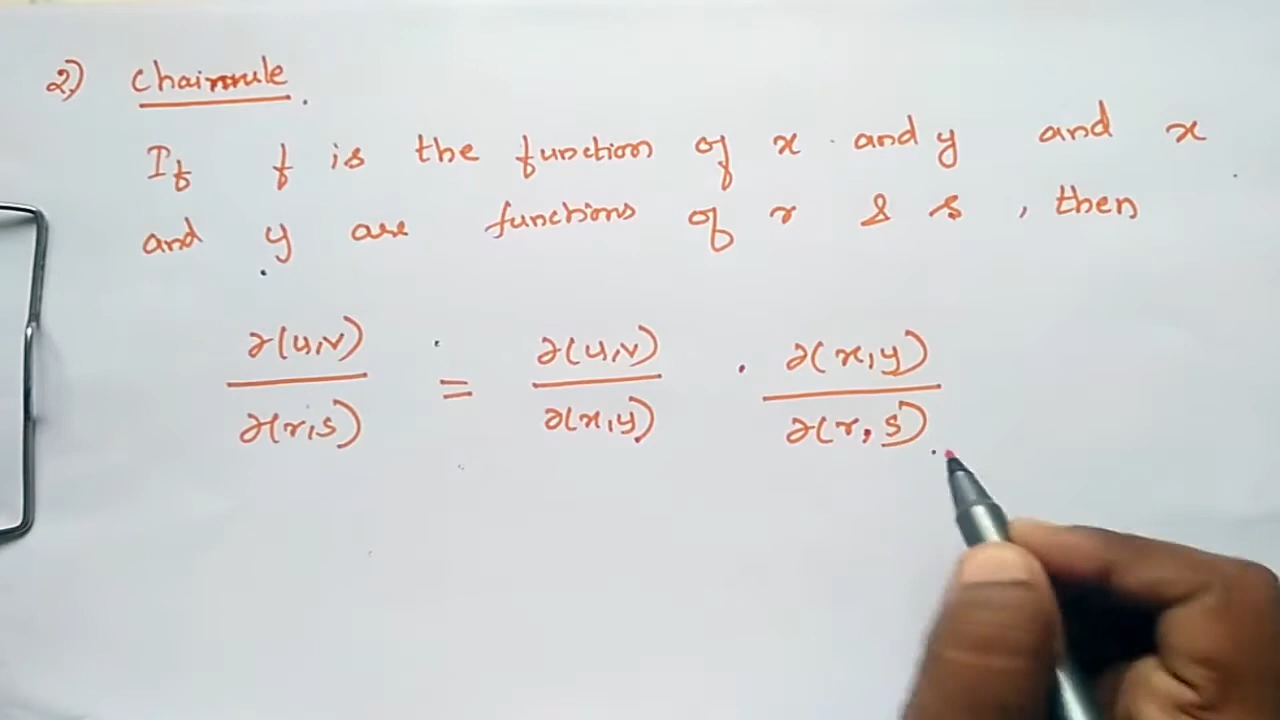 2) Chainrule.
If f is the function of x and y and x
and y are functions of r & s, then
∂(u,v)/∂(r,s) = ∂(u,v)/∂(x,y) · ∂(x,y)/∂(r,s).